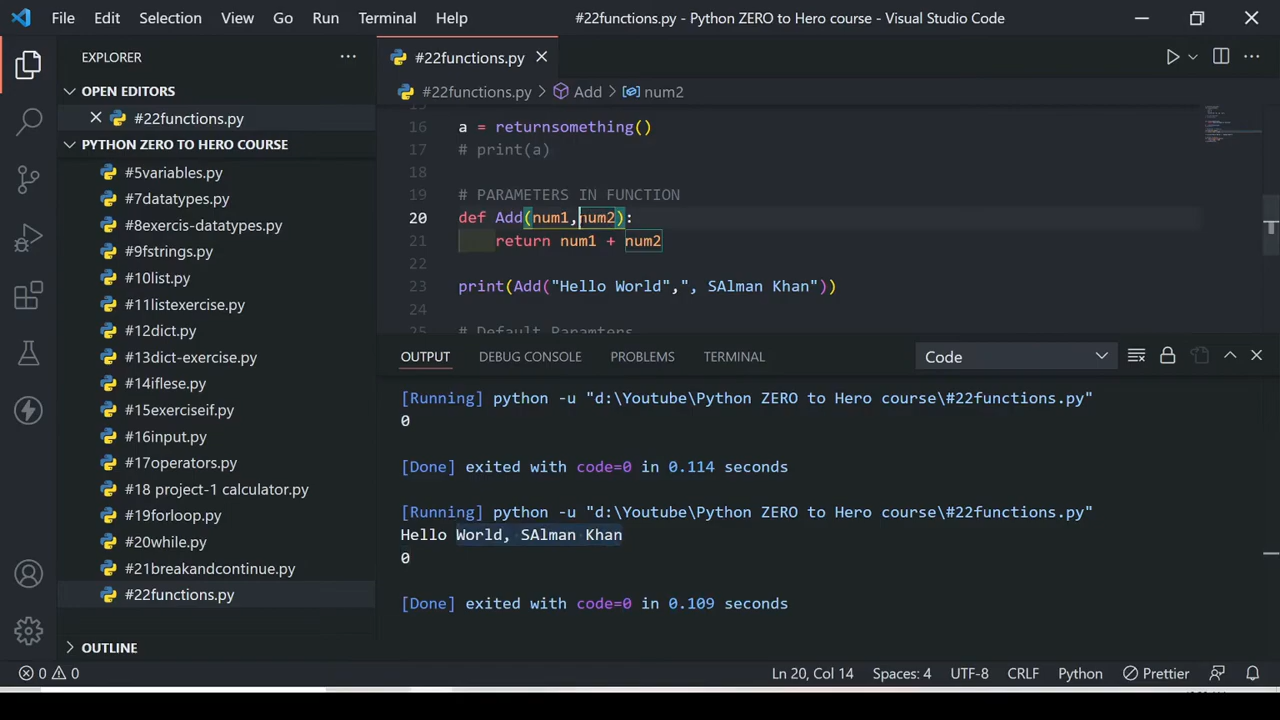 File Edit Selection View Go Run Terminal Help #22functions.py - Python ZERO to Hero course - Visual Studio Code
EXPLORER
OPEN EDITORS
#22functions.py
PYTHON ZERO TO HERO COURSE
#5variables.py
#7datatypes.py
#8exercis-datatypes.py
#9fstrings.py
#10list.py
#11listexercise.py
#12dict.py
#13dict-exercise.py
#14iflese.py
#15exerciseif.py
#16input.py
#17operators.py
#18 project-1 calculator.py
#19forloop.py
#20while.py
#21breakandcontinue.py
#22functions.py
OUTLINE
#22functions.py
#22functions.py > Add > num2
15
16 a = returnsomething()
17 # print(a)
18
19 # PARAMETERS IN FUNCTION
20 def Add(num1,num2):
21 return num1 + num2
22
23 print(Add("Hello World",", SAlman Khan"))
24
25 # Default Paramters
OUTPUT DEBUG CONSOLE PROBLEMS TERMINAL Code
[Running] python -u "d:\Youtube\Python ZERO to Hero course\#22functions.py"
0
[Done] exited with code=0 in 0.114 seconds
[Running] python -u "d:\Youtube\Python ZERO to Hero course\#22functions.py"
Hello World, SAlman Khan
0
[Done] exited with code=0 in 0.109 seconds
0 0 Ln 20, Col 14 Spaces: 4 UTF-8 CRLF Python Prettier